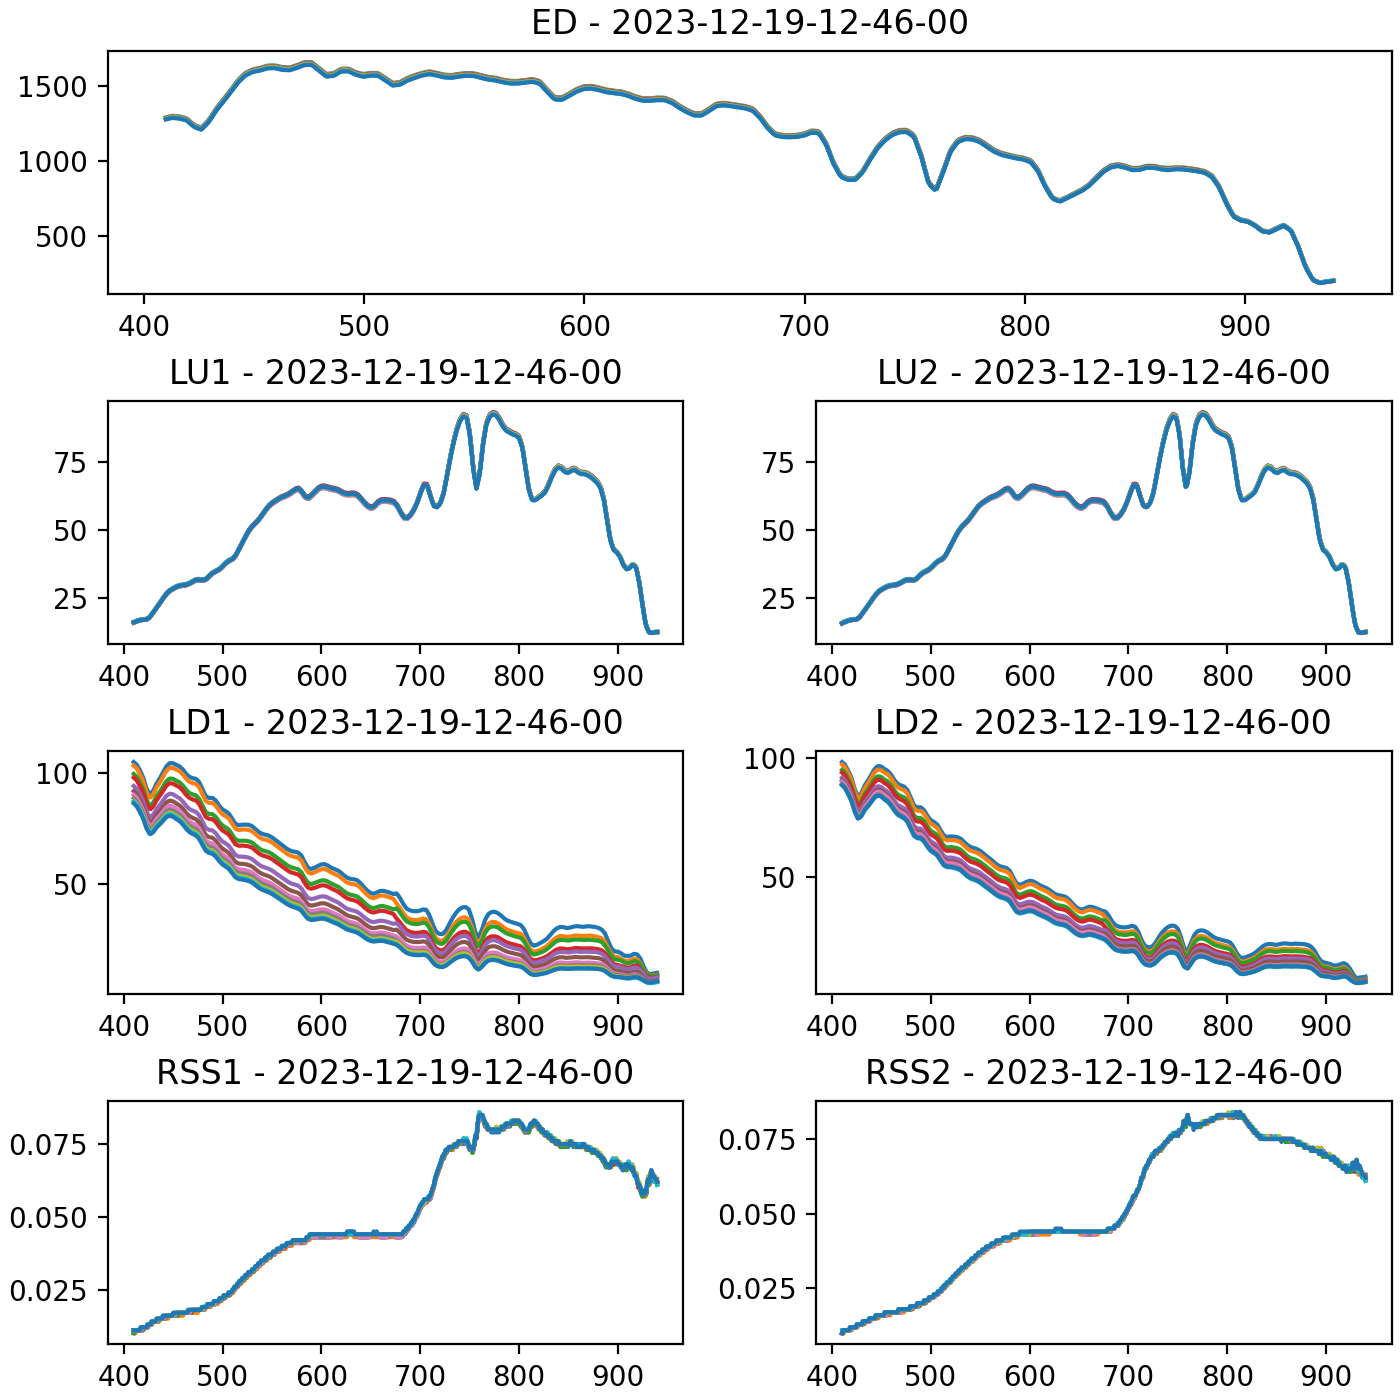 ED - 2023-12-19-12-46-00
1500
1000
500
400 500 600 700 800 900
LU1 - 2023-12-19-12-46-00
75
50
25
400 500 600 700 800 900
LU2 - 2023-12-19-12-46-00
75
50
25
400 500 600 700 800 900
LD1 - 2023-12-19-12-46-00
100
50
400 500 600 700 800 900
LD2 - 2023-12-19-12-46-00
100
50
400 500 600 700 800 900
RSS1 - 2023-12-19-12-46-00
0.075
0.050
0.025
400 500 600 700 800 900
RSS2 - 2023-12-19-12-46-00
0.075
0.050
0.025
400 500 600 700 800 900